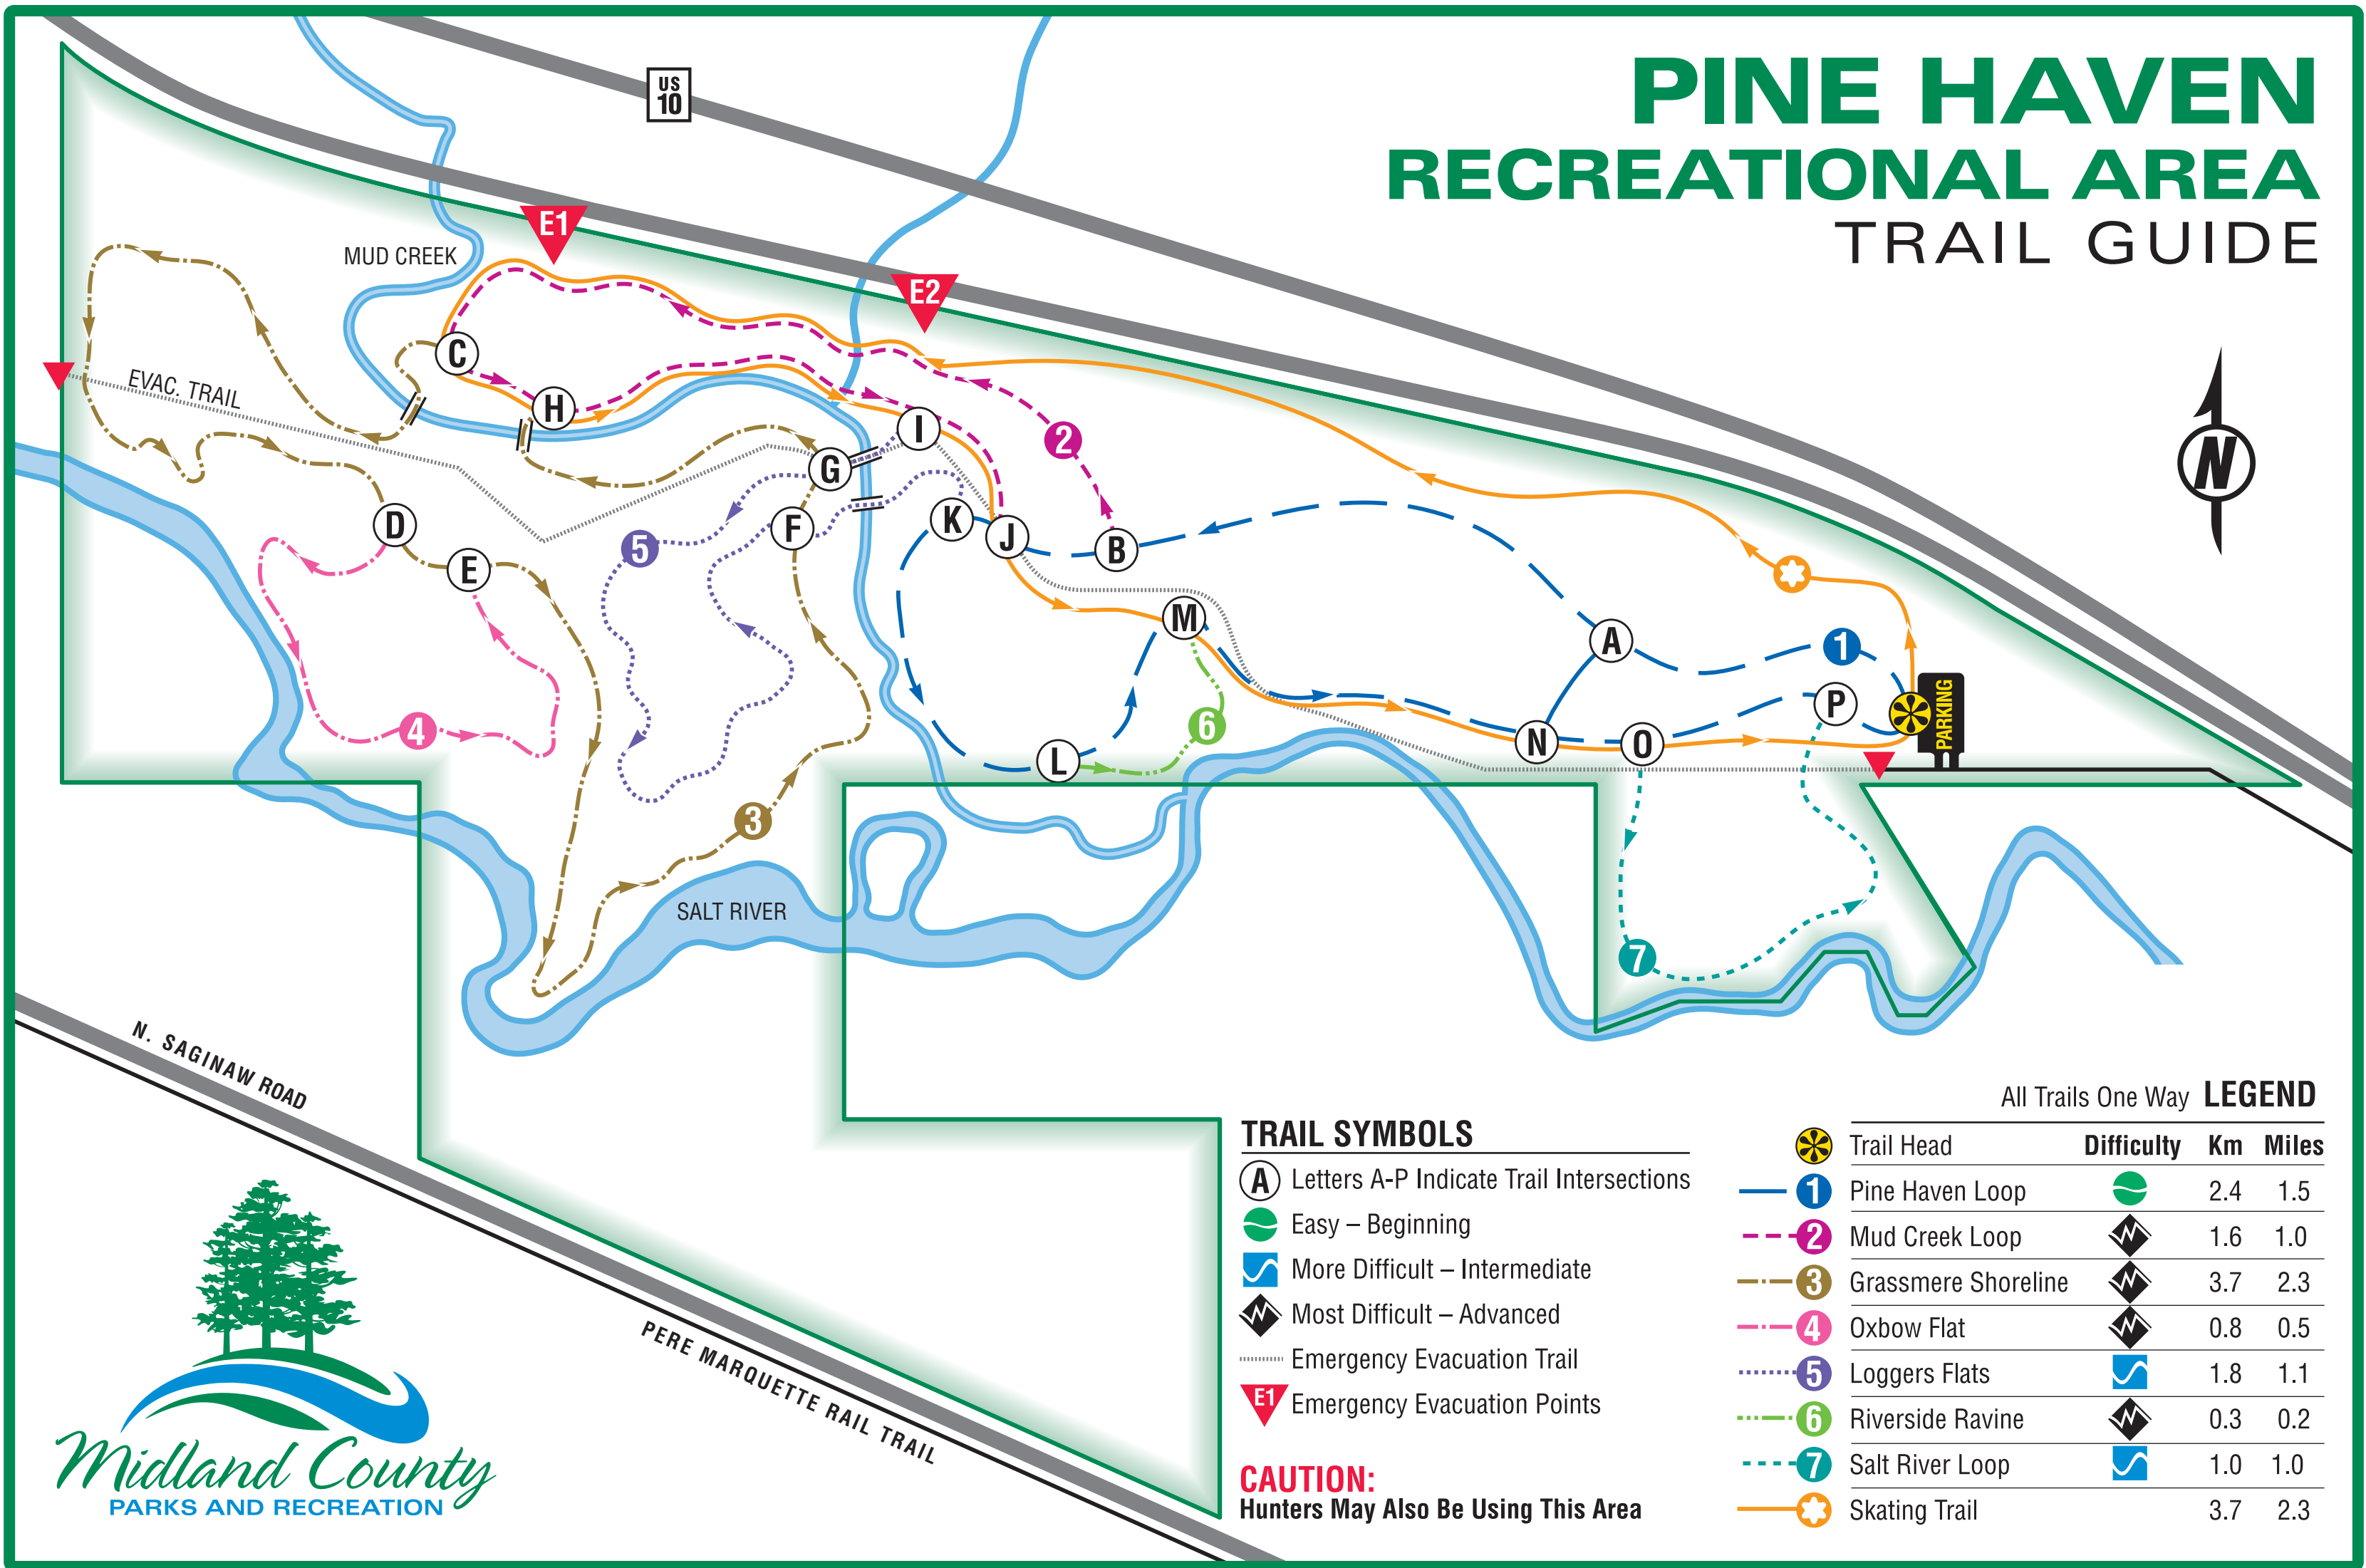 PINE HAVEN
RECREATIONAL AREA
TRAIL GUIDE
US
10
E1
E2
MUD CREEK
EVAC. TRAIL
C
H
I
G
2
K
J
B
F
5
D
E
M
A
1
P
PARKING
N
4
6
N
O
L
3
7
SALT RIVER
N. SAGINAW ROAD
PERE MARQUETTE RAIL TRAIL
Midland County
PARKS AND RECREATION
TRAIL SYMBOLS
A Letters A-P Indicate Trail Intersections
Easy – Beginning
More Difficult – Intermediate
Most Difficult – Advanced
Emergency Evacuation Trail
E1 Emergency Evacuation Points
CAUTION:
Hunters May Also Be Using This Area
All Trails One Way LEGEND
Trail Head Difficulty Km Miles
1 Pine Haven Loop 2.4 1.5
2 Mud Creek Loop 1.6 1.0
3 Grassmere Shoreline 3.7 2.3
4 Oxbow Flat 0.8 0.5
5 Loggers Flats 1.8 1.1
6 Riverside Ravine 0.3 0.2
7 Salt River Loop 1.0 1.0
Skating Trail 3.7 2.3